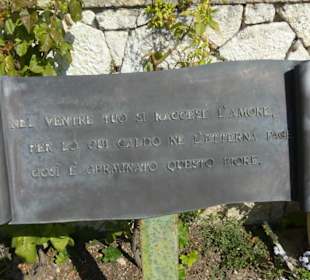 NEL VENTRE TUO SI RACCESE L'AMORE,
PER LO CUI CALDO NE L'ETTERNA PACE
COSÌ È GERMINATO QUESTO FIORE.